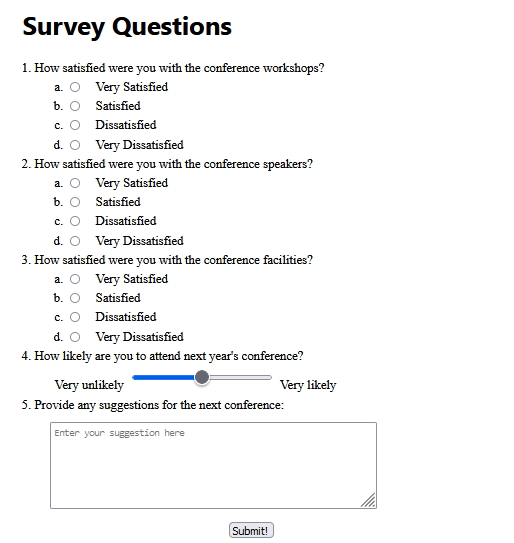 Survey Questions
1. How satisfied were you with the conference workshops?
a. Very Satisfied
b. Satisfied
c. Dissatisfied
d. Very Dissatisfied
2. How satisfied were you with the conference speakers?
a. Very Satisfied
b. Satisfied
c. Dissatisfied
d. Very Dissatisfied
3. How satisfied were you with the conference facilities?
a. Very Satisfied
b. Satisfied
c. Dissatisfied
d. Very Dissatisfied
4. How likely are you to attend next year's conference?
Very unlikely Very likely
5. Provide any suggestions for the next conference:
Enter your suggestion here
Submit!